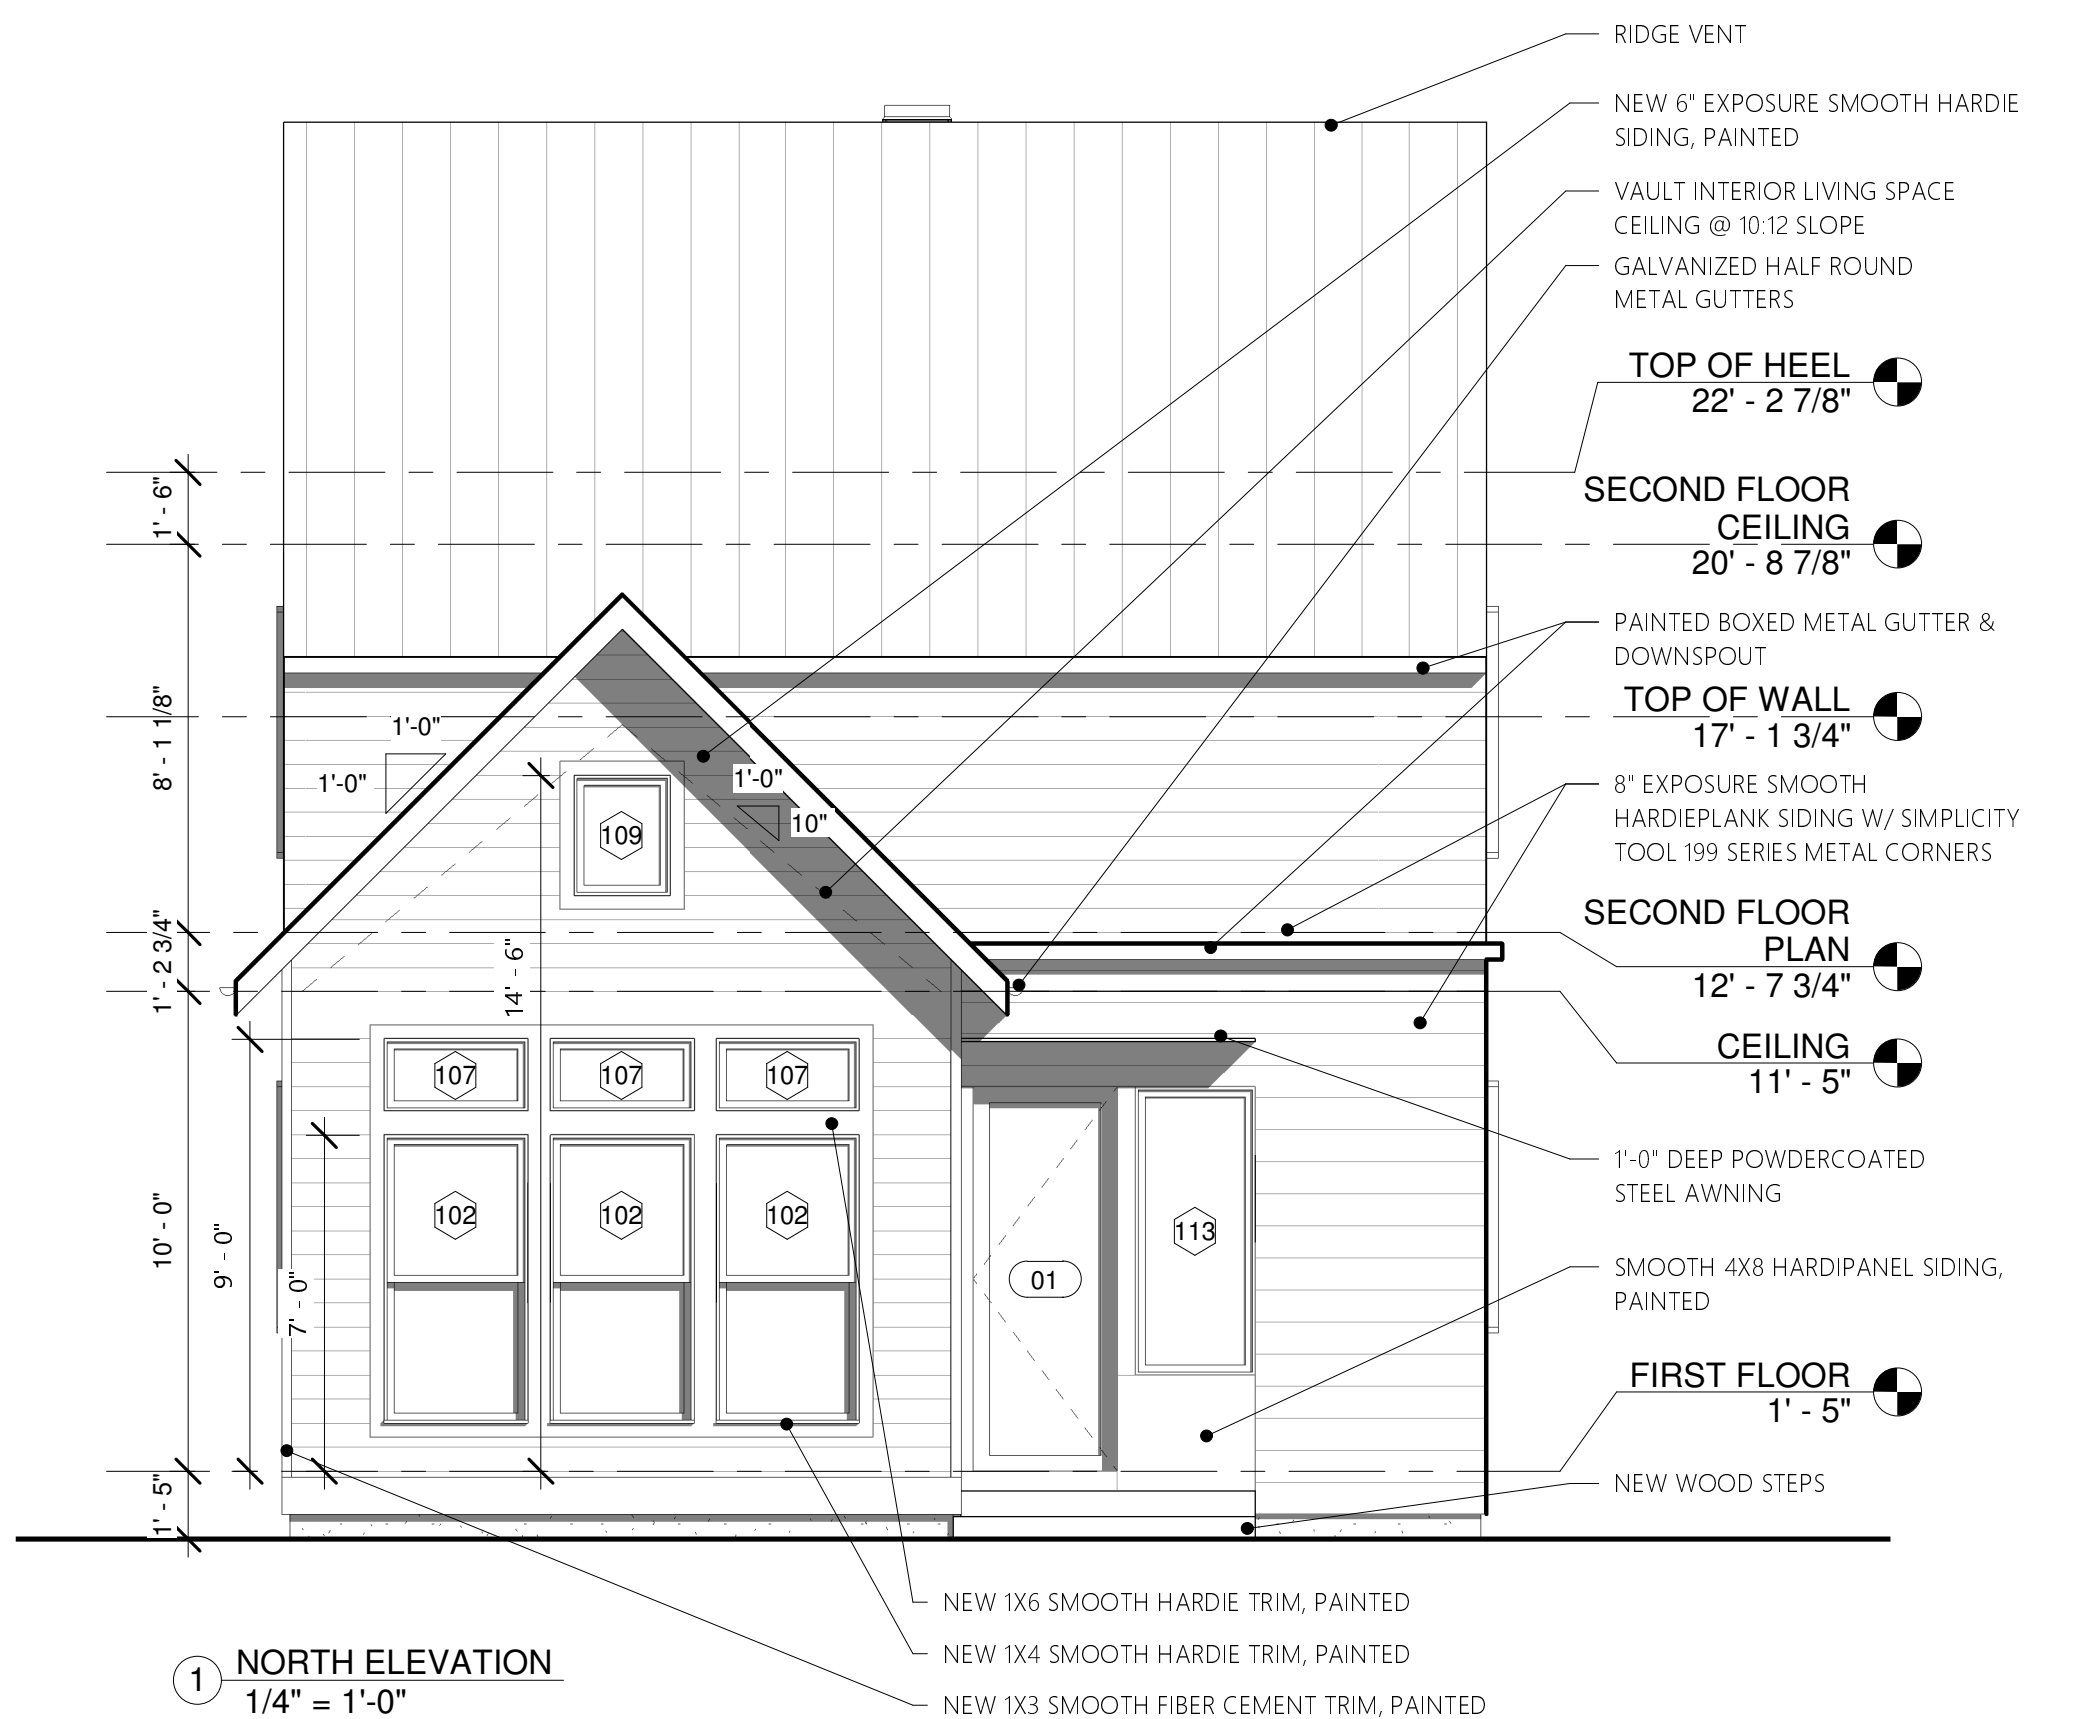 RIDGE VENT
NEW 6" EXPOSURE SMOOTH HARDIE
SIDING, PAINTED
VAULT INTERIOR LIVING SPACE
CEILING @ 10:12 SLOPE
GALVANIZED HALF ROUND
METAL GUTTERS
TOP OF HEEL
22' - 2 7/8"
SECOND FLOOR
CEILING
20' - 8 7/8"
PAINTED BOXED METAL GUTTER &
DOWNSPOUT
TOP OF WALL
17' - 1 3/4"
8" EXPOSURE SMOOTH
HARDIEPLANK SIDING W/ SIMPLICITY
TOOL 199 SERIES METAL CORNERS
SECOND FLOOR
PLAN
12' - 7 3/4"
CEILING
11' - 5"
1'-0" DEEP POWDERCOATED
STEEL AWNING
SMOOTH 4X8 HARDIPANEL SIDING,
PAINTED
FIRST FLOOR
1' - 5"
NEW WOOD STEPS
1' - 6"
8' - 1 1/8"
1' - 2 3/4"
10' - 0"
1' - 5"
9' - 0"
7' - 0"
14' - 6"
1'-0"
1'-0"
1'-0"
10"
109
107
107
107
102
102
102
01
113
NEW 1X6 SMOOTH HARDIE TRIM, PAINTED
NEW 1X4 SMOOTH HARDIE TRIM, PAINTED
NEW 1X3 SMOOTH FIBER CEMENT TRIM, PAINTED
1
NORTH ELEVATION
1/4" = 1'-0"